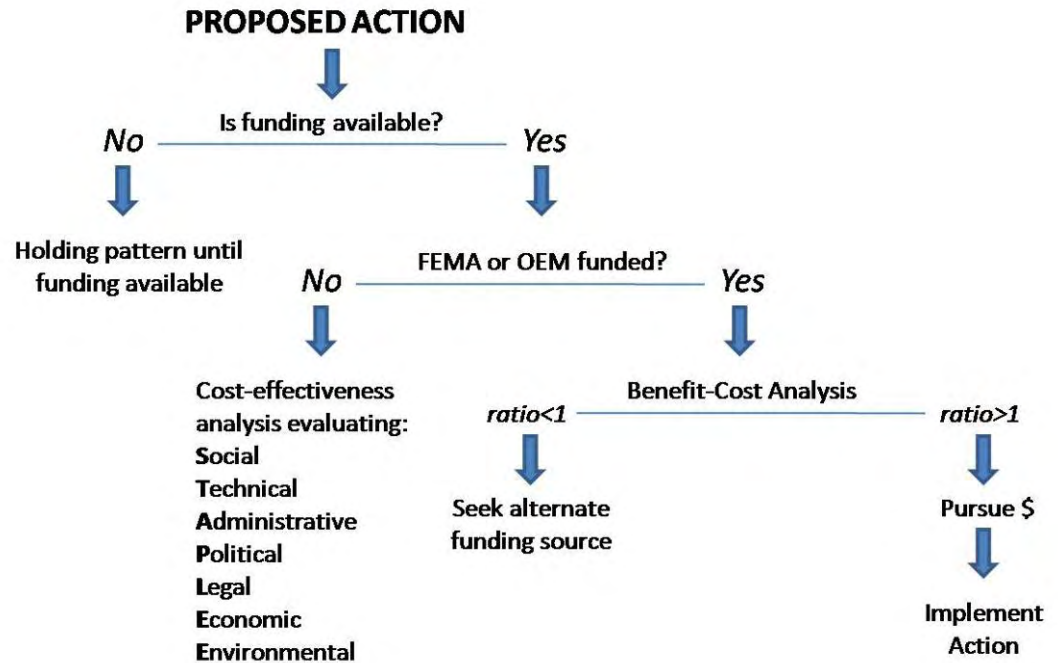 PROPOSED ACTION
Is funding available?
No
Yes
Holding pattern until
funding available
FEMA or OEM funded?
No
Yes
Cost-effectiveness
analysis evaluating:
Social
Technical
Administrative
Political
Legal
Economic
Environmental
Benefit-Cost Analysis
ratio<1
ratio>1
Seek alternate
funding source
Pursue $
Implement
Action